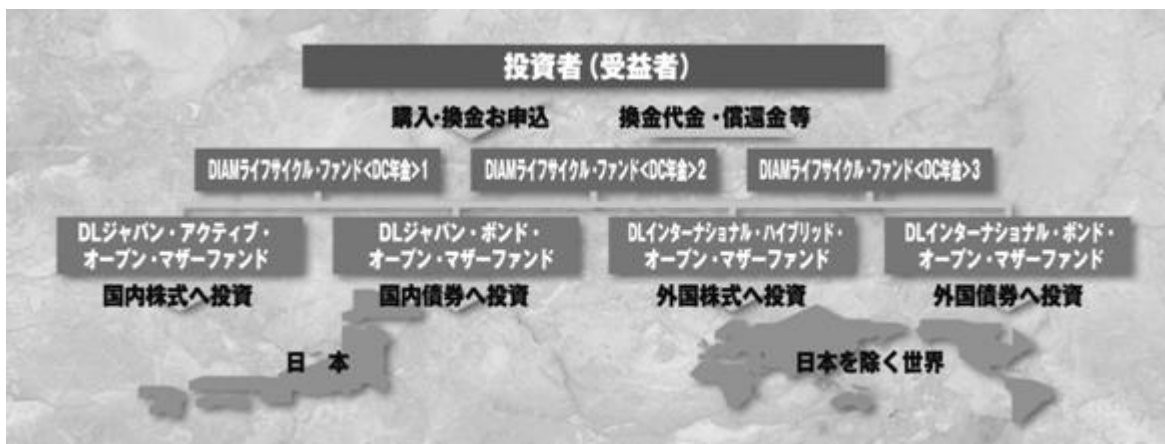 投資者（受益者）
購入・換金お申込
換金代金・償還金等
DIAMライフサイクル・ファンド<DC年金>1
DIAMライフサイクル・ファンド<DC年金>2
DIAMライフサイクル・ファンド<DC年金>3
DLジャパン・アクティブ・
オープン・マザーファンド
DLジャパン・ボンド・
オープン・マザーファンド
DLインターナショナル・ハイブリッド・
オープン・マザーファンド
DLインターナショナル・ボンド・
オープン・マザーファンド
国内株式へ投資
国内債券へ投資
外国株式へ投資
外国債券へ投資
日 本
日本を除く世界